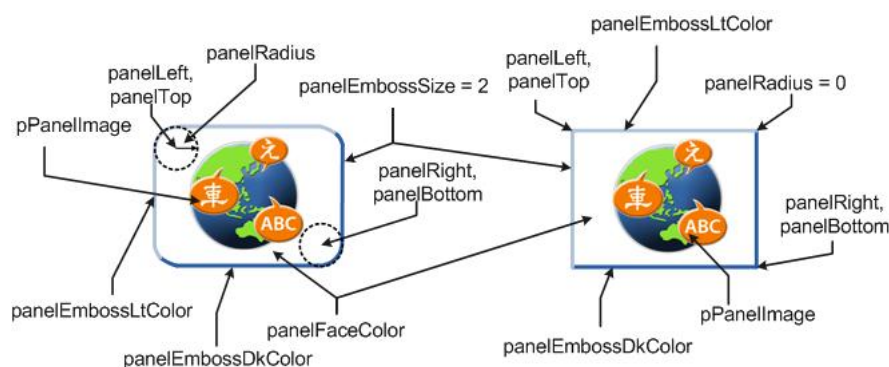 panelRadius
panelLeft,
panelTop
pPanelImage
panelEmbossSize = 2
panelRight,
panelBottom
panelEmbossLtColor
panelEmbossDkColor
panelFaceColor
え
車
ABC
panelEmbossLtColor
panelLeft,
panelTop
panelRadius = 0
panelRight,
panelBottom
pPanelImage
panelEmbossDkColor
え
車
ABC